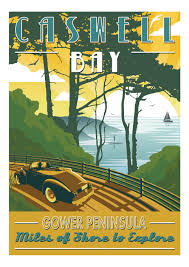 CASWELL
BAY
GOWER PENINSULA
Miles of Shore to Explore